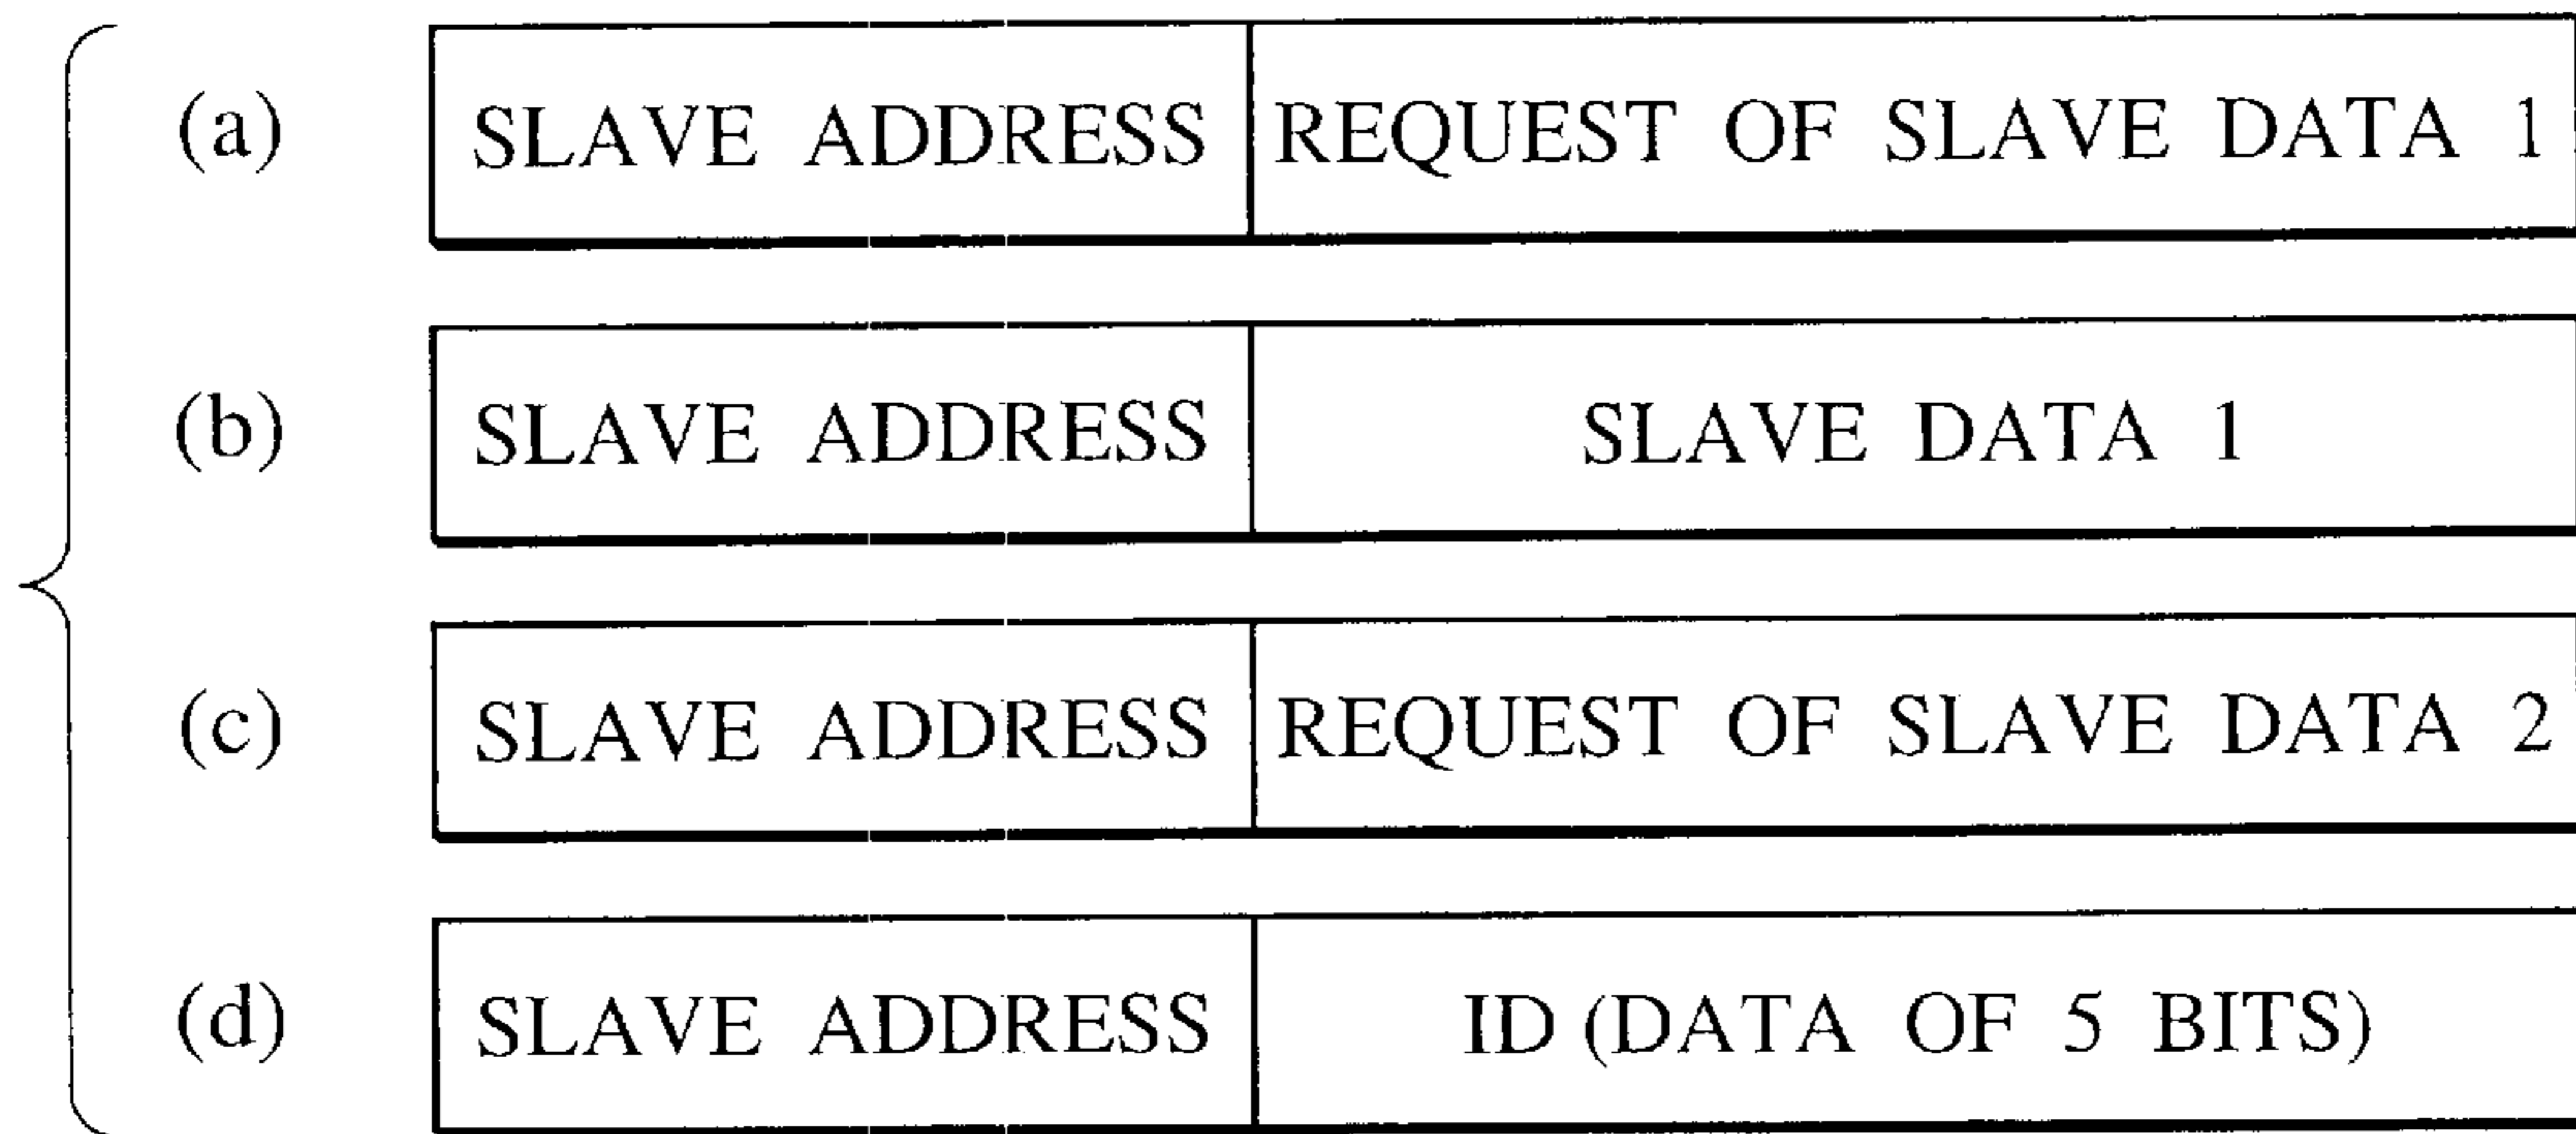 (a) SLAVE ADDRESS REQUEST OF SLAVE DATA 1
(b) SLAVE ADDRESS SLAVE DATA 1
(c) SLAVE ADDRESS REQUEST OF SLAVE DATA 2
(d) SLAVE ADDRESS ID (DATA OF 5 BITS)